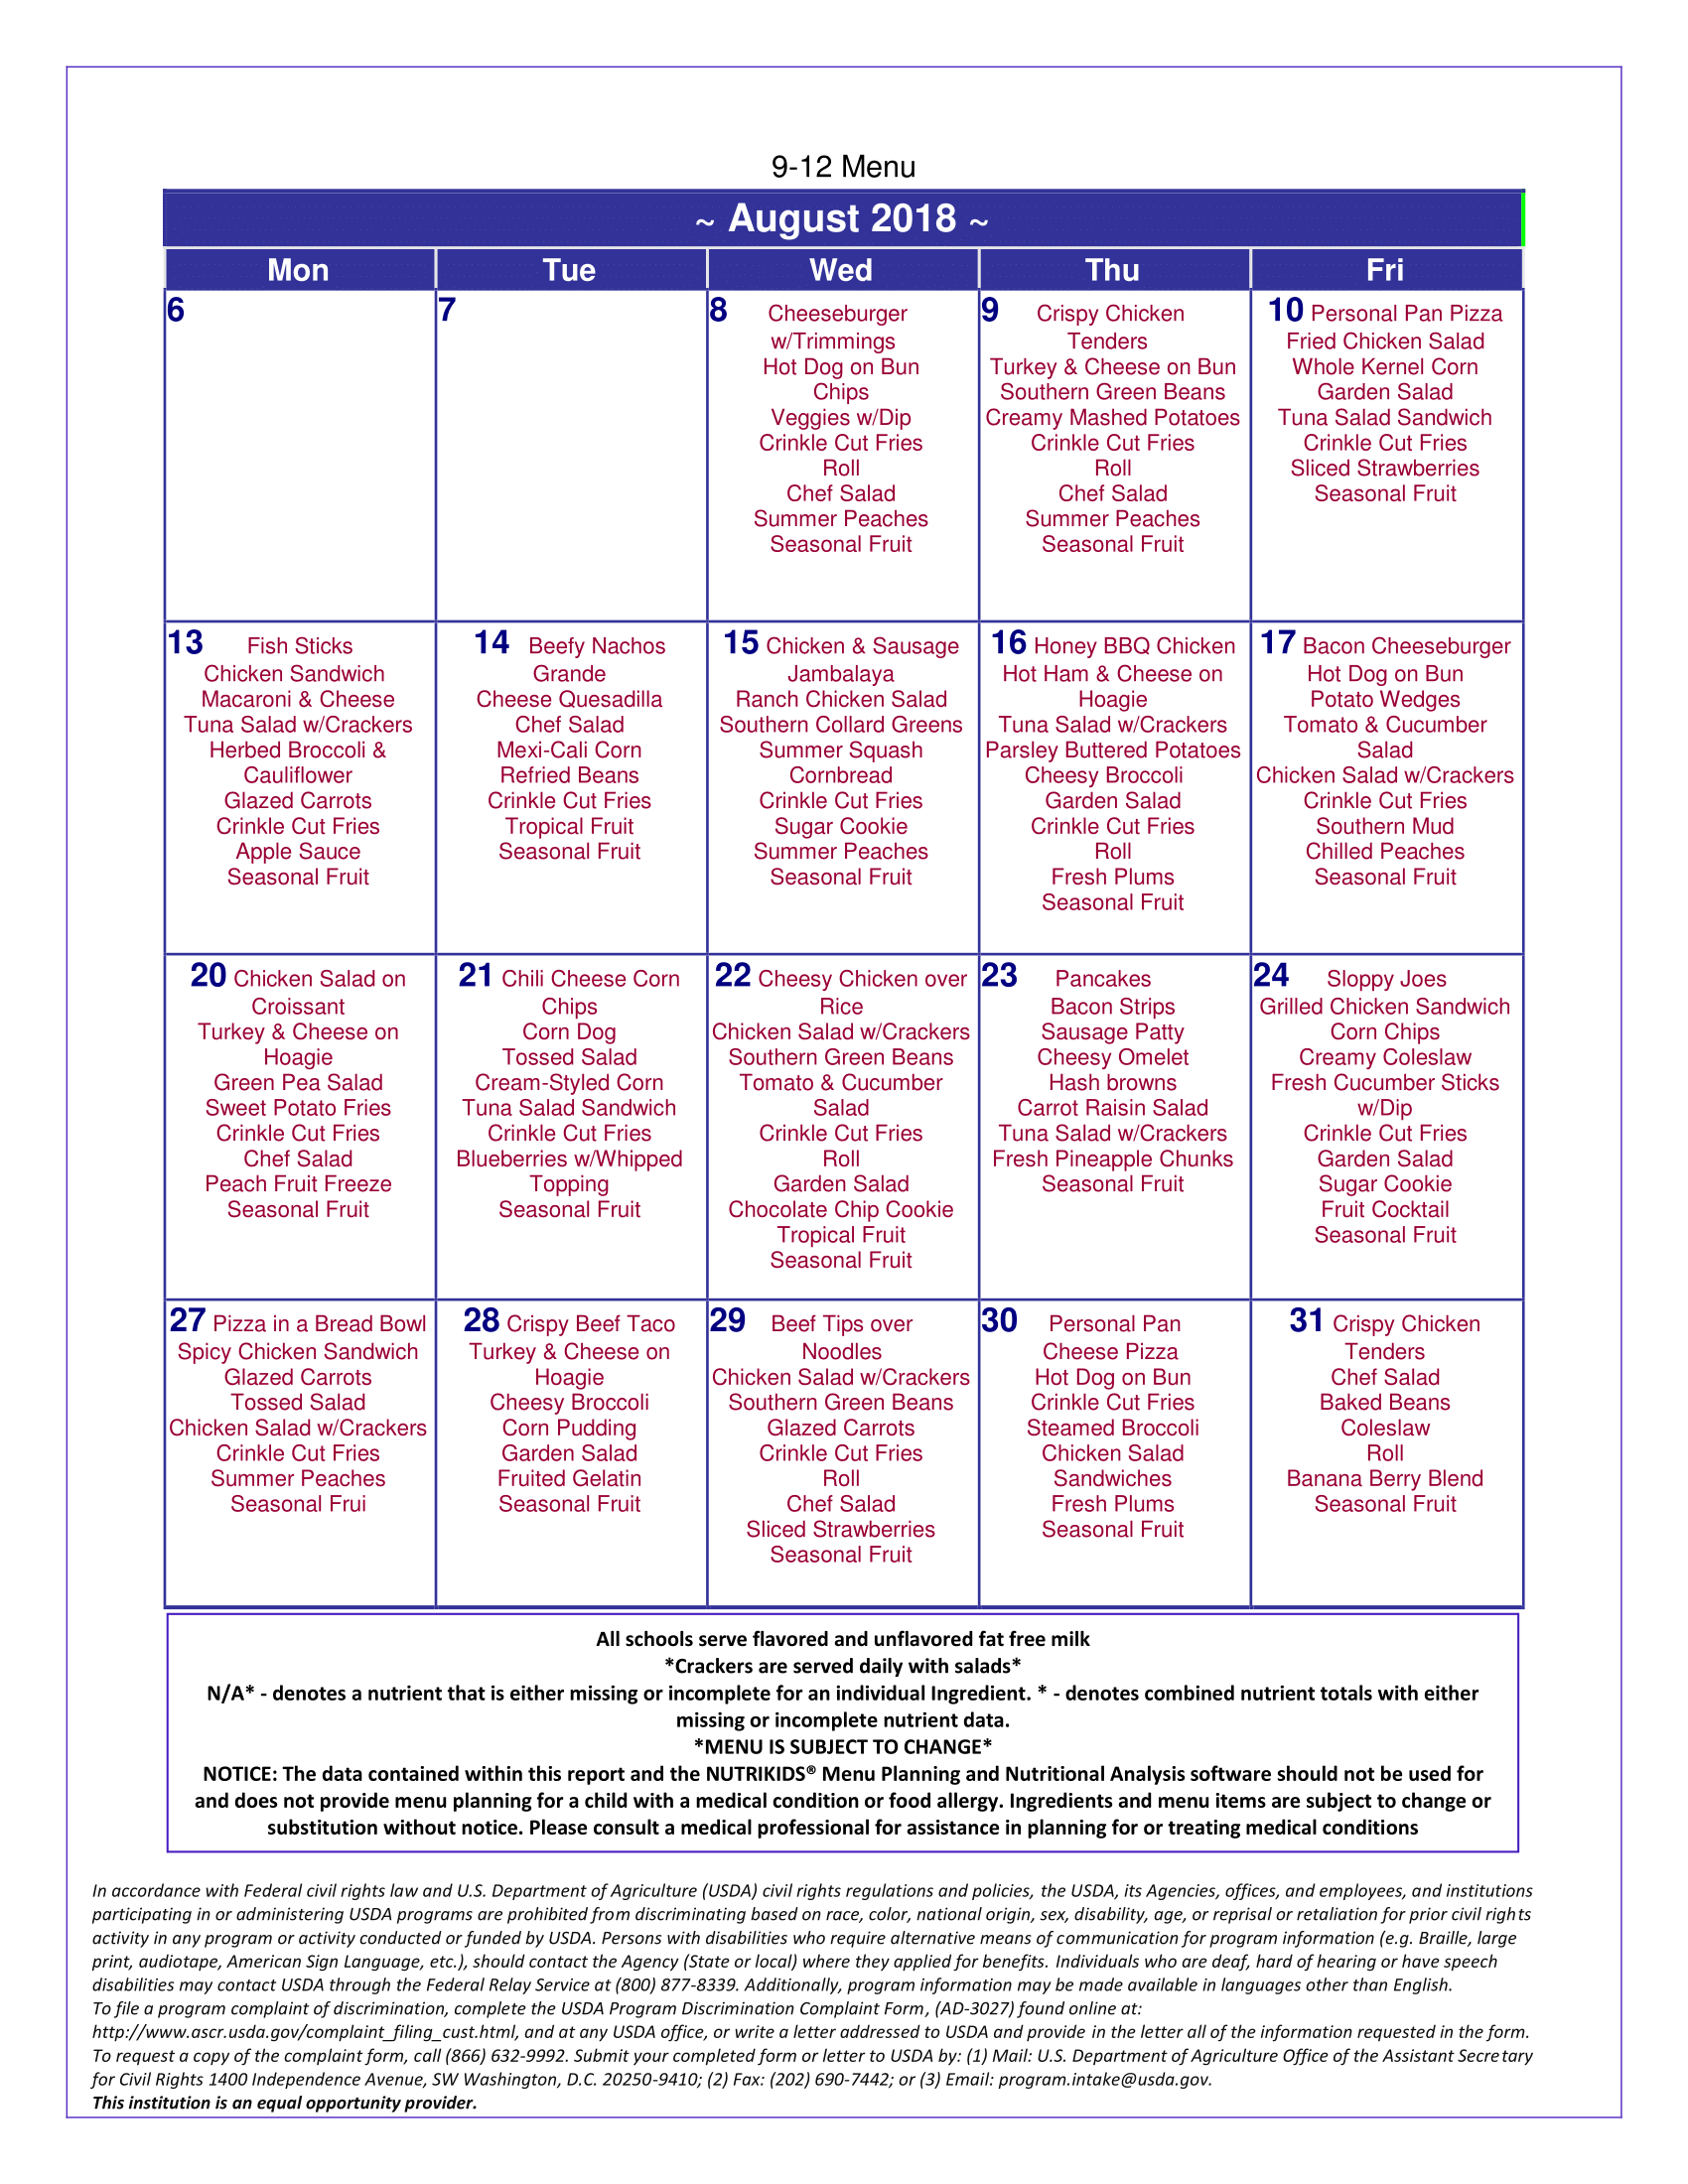 9-12 Menu
~ August 2018 ~
Mon Tue Wed Thu Fri
6
7
8 Cheeseburger
w/Trimmings
Hot Dog on Bun
Chips
Veggies w/Dip
Crinkle Cut Fries
Roll
Chef Salad
Summer Peaches
Seasonal Fruit
9 Crispy Chicken
Tenders
Turkey & Cheese on Bun
Southern Green Beans
Creamy Mashed Potatoes
Crinkle Cut Fries
Roll
Chef Salad
Summer Peaches
Seasonal Fruit
10 Personal Pan Pizza
Fried Chicken Salad
Whole Kernel Corn
Garden Salad
Tuna Salad Sandwich
Crinkle Cut Fries
Sliced Strawberries
Seasonal Fruit
13 Fish Sticks
Chicken Sandwich
Macaroni & Cheese
Tuna Salad w/Crackers
Herbed Broccoli &
Cauliflower
Glazed Carrots
Crinkle Cut Fries
Apple Sauce
Seasonal Fruit
14 Beefy Nachos
Grande
Cheese Quesadilla
Chef Salad
Mexi-Cali Corn
Refried Beans
Crinkle Cut Fries
Tropical Fruit
Seasonal Fruit
15 Chicken & Sausage
Jambalaya
Ranch Chicken Salad
Southern Collard Greens
Summer Squash
Cornbread
Crinkle Cut Fries
Sugar Cookie
Summer Peaches
Seasonal Fruit
16 Honey BBQ Chicken
Hot Ham & Cheese on
Hoagie
Tuna Salad w/Crackers
Parsley Buttered Potatoes
Cheesy Broccoli
Garden Salad
Crinkle Cut Fries
Roll
Fresh Plums
Seasonal Fruit
17 Bacon Cheeseburger
Hot Dog on Bun
Potato Wedges
Tomato & Cucumber
Salad
Chicken Salad w/Crackers
Crinkle Cut Fries
Southern Mud
Chilled Peaches
Seasonal Fruit
20 Chicken Salad on
Croissant
Turkey & Cheese on
Hoagie
Green Pea Salad
Sweet Potato Fries
Crinkle Cut Fries
Chef Salad
Peach Fruit Freeze
Seasonal Fruit
21 Chili Cheese Corn
Chips
Corn Dog
Tossed Salad
Cream-Styled Corn
Tuna Salad Sandwich
Crinkle Cut Fries
Blueberries w/Whipped
Topping
Seasonal Fruit
22 Cheesy Chicken over
Rice
Chicken Salad w/Crackers
Southern Green Beans
Tomato & Cucumber
Salad
Crinkle Cut Fries
Roll
Garden Salad
Chocolate Chip Cookie
Tropical Fruit
Seasonal Fruit
23 Pancakes
Bacon Strips
Sausage Patty
Cheesy Omelet
Hash browns
Carrot Raisin Salad
Tuna Salad w/Crackers
Fresh Pineapple Chunks
Seasonal Fruit
24 Sloppy Joes
Grilled Chicken Sandwich
Corn Chips
Creamy Coleslaw
Fresh Cucumber Sticks
w/Dip
Crinkle Cut Fries
Garden Salad
Sugar Cookie
Fruit Cocktail
Seasonal Fruit
27 Pizza in a Bread Bowl
Spicy Chicken Sandwich
Glazed Carrots
Tossed Salad
Chicken Salad w/Crackers
Crinkle Cut Fries
Summer Peaches
Seasonal Frui
28 Crispy Beef Taco
Turkey & Cheese on
Hoagie
Cheesy Broccoli
Corn Pudding
Garden Salad
Fruited Gelatin
Seasonal Fruit
29 Beef Tips over
Noodles
Chicken Salad w/Crackers
Southern Green Beans
Glazed Carrots
Crinkle Cut Fries
Roll
Chef Salad
Sliced Strawberries
Seasonal Fruit
30 Personal Pan
Cheese Pizza
Hot Dog on Bun
Crinkle Cut Fries
Steamed Broccoli
Chicken Salad
Sandwiches
Fresh Plums
Seasonal Fruit
31 Crispy Chicken
Tenders
Chef Salad
Baked Beans
Coleslaw
Roll
Banana Berry Blend
Seasonal Fruit
All schools serve flavored and unflavored fat free milk
*Crackers are served daily with salads*
N/A* - denotes a nutrient that is either missing or incomplete for an individual Ingredient. * - denotes combined nutrient totals with either
missing or incomplete nutrient data.
*MENU IS SUBJECT TO CHANGE*
NOTICE: The data contained within this report and the NUTRIKIDS® Menu Planning and Nutritional Analysis software should not be used for
and does not provide menu planning for a child with a medical condition or food allergy. Ingredients and menu items are subject to change or
substitution without notice. Please consult a medical professional for assistance in planning for or treating medical conditions
In accordance with Federal civil rights law and U.S. Department of Agriculture (USDA) civil rights regulations and policies, the USDA, its Agencies, offices, and employees, and institutions
participating in or administering USDA programs are prohibited from discriminating based on race, color, national origin, sex, disability, age, or reprisal or retaliation for prior civil rights
activity in any program or activity conducted or funded by USDA. Persons with disabilities who require alternative means of communication for program information (e.g. Braille, large
print, audiotape, American Sign Language, etc.), should contact the Agency (State or local) where they applied for benefits. Individuals who are deaf, hard of hearing or have speech
disabilities may contact USDA through the Federal Relay Service at (800) 877-8339. Additionally, program information may be made available in languages other than English.
To file a program complaint of discrimination, complete the USDA Program Discrimination Complaint Form, (AD-3027) found online at:
http://www.ascr.usda.gov/complaint_filing_cust.html, and at any USDA office, or write a letter addressed to USDA and provide in the letter all of the information requested in the form.
To request a copy of the complaint form, call (866) 632-9992. Submit your completed form or letter to USDA by: (1) Mail: U.S. Department of Agriculture Office of the Assistant Secretary
for Civil Rights 1400 Independence Avenue, SW Washington, D.C. 20250-9410; (2) Fax: (202) 690-7442; or (3) Email: program.intake@usda.gov.
This institution is an equal opportunity provider.